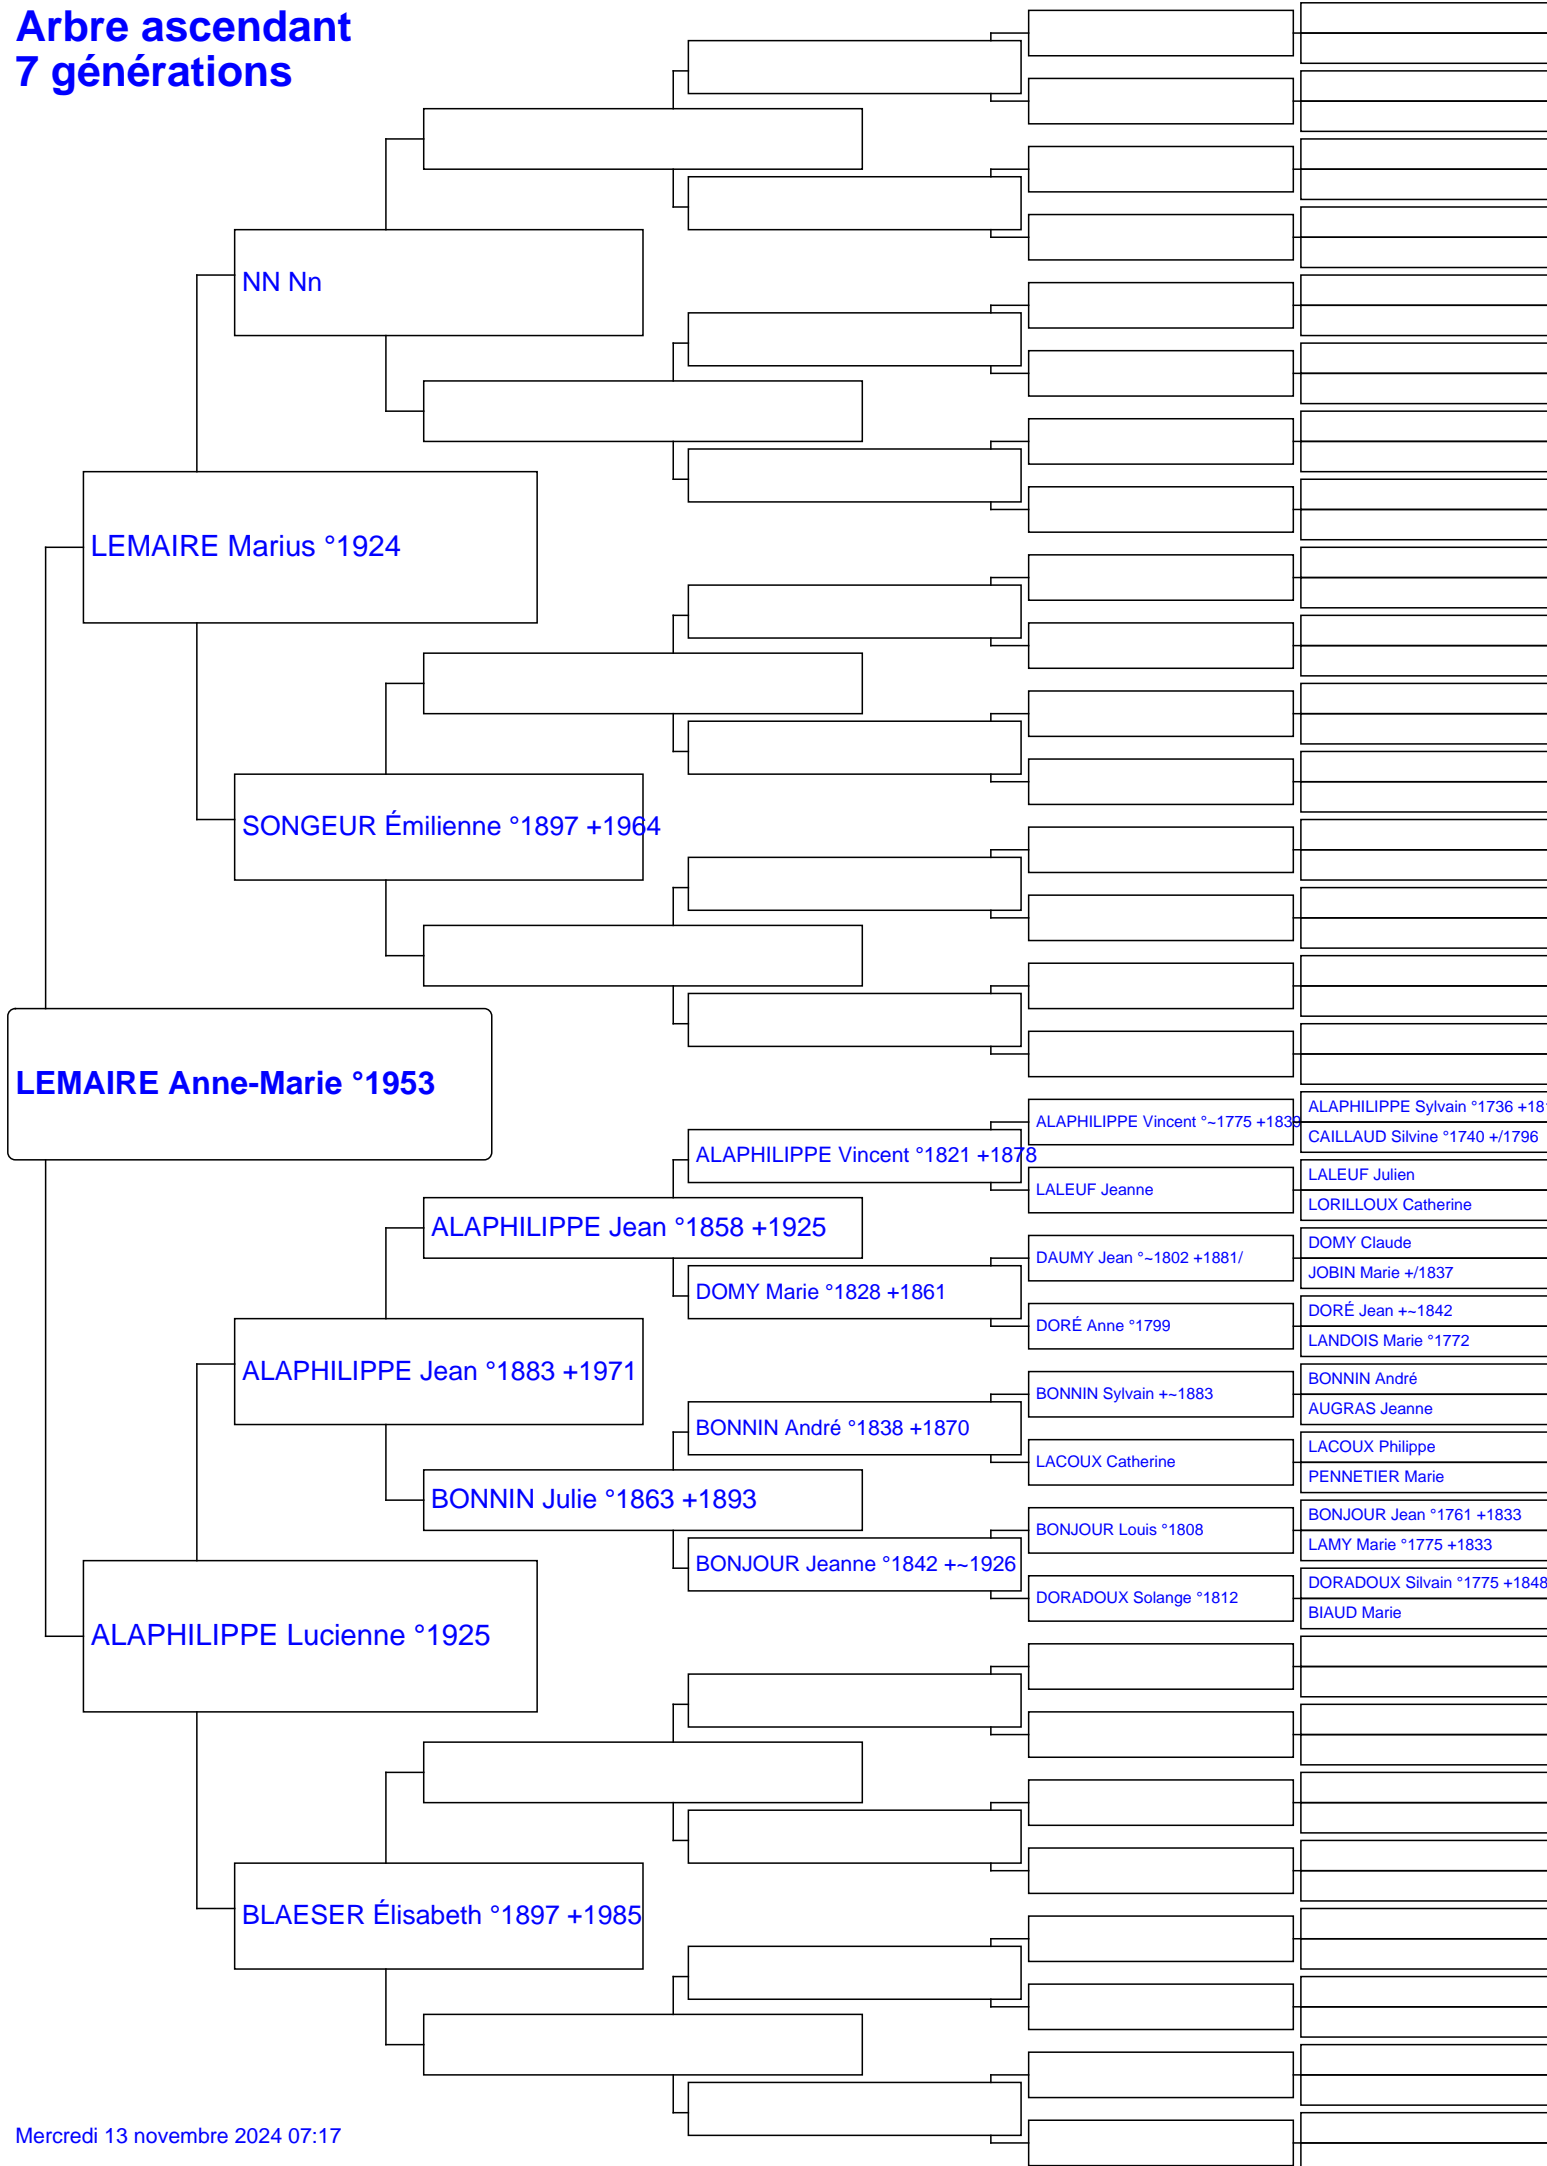 Arbre ascendant
7 générations
NN Nn
LEMAIRE Marius °1924
SONGEUR Émilienne °1897 +1964
LEMAIRE Anne-Marie °1953
ALAPHILIPPE Vincent °~1775 +1839
ALAPHILIPPE Sylvain °1736 +18
CAILLAUD Silvine °1740 +/1796
ALAPHILIPPE Vincent °1821 +1878
LALEUF Jeanne
LALEUF Julien
LORILLOUX Catherine
ALAPHILIPPE Jean °1858 +1925
DAUMY Jean °~1802 +1881/
DOMY Claude
JOBIN Marie +/1837
DOMY Marie °1828 +1861
DORÉ Anne °1799
DORÉ Jean +~1842
LANDOIS Marie °1772
ALAPHILIPPE Jean °1883 +1971
BONNIN Sylvain +~1883
BONNIN André
AUGRAS Jeanne
BONNIN André °1838 +1870
LACOUX Catherine
LACOUX Philippe
PENNETIER Marie
BONNIN Julie °1863 +1893
BONJOUR Louis °1808
BONJOUR Jean °1761 +1833
LAMY Marie °1775 +1833
BONJOUR Jeanne °1842 +~1926
DORADOUX Solange °1812
DORADOUX Silvain °1775 +1848
BIAUD Marie
ALAPHILIPPE Lucienne °1925
BLAESER Élisabeth °1897 +1985
Mercredi 13 novembre 2024 07:17